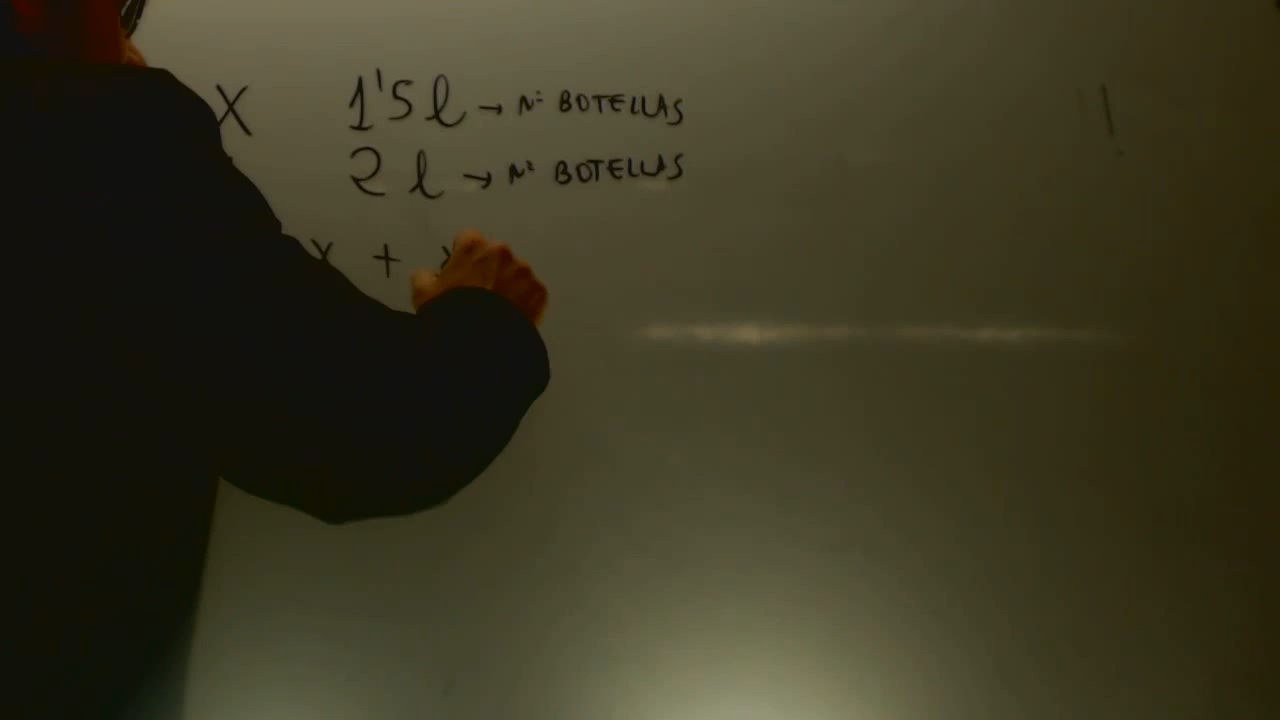 X 1'5 l → Nº BOTELLAS
2 l → Nº BOTELLAS
x +